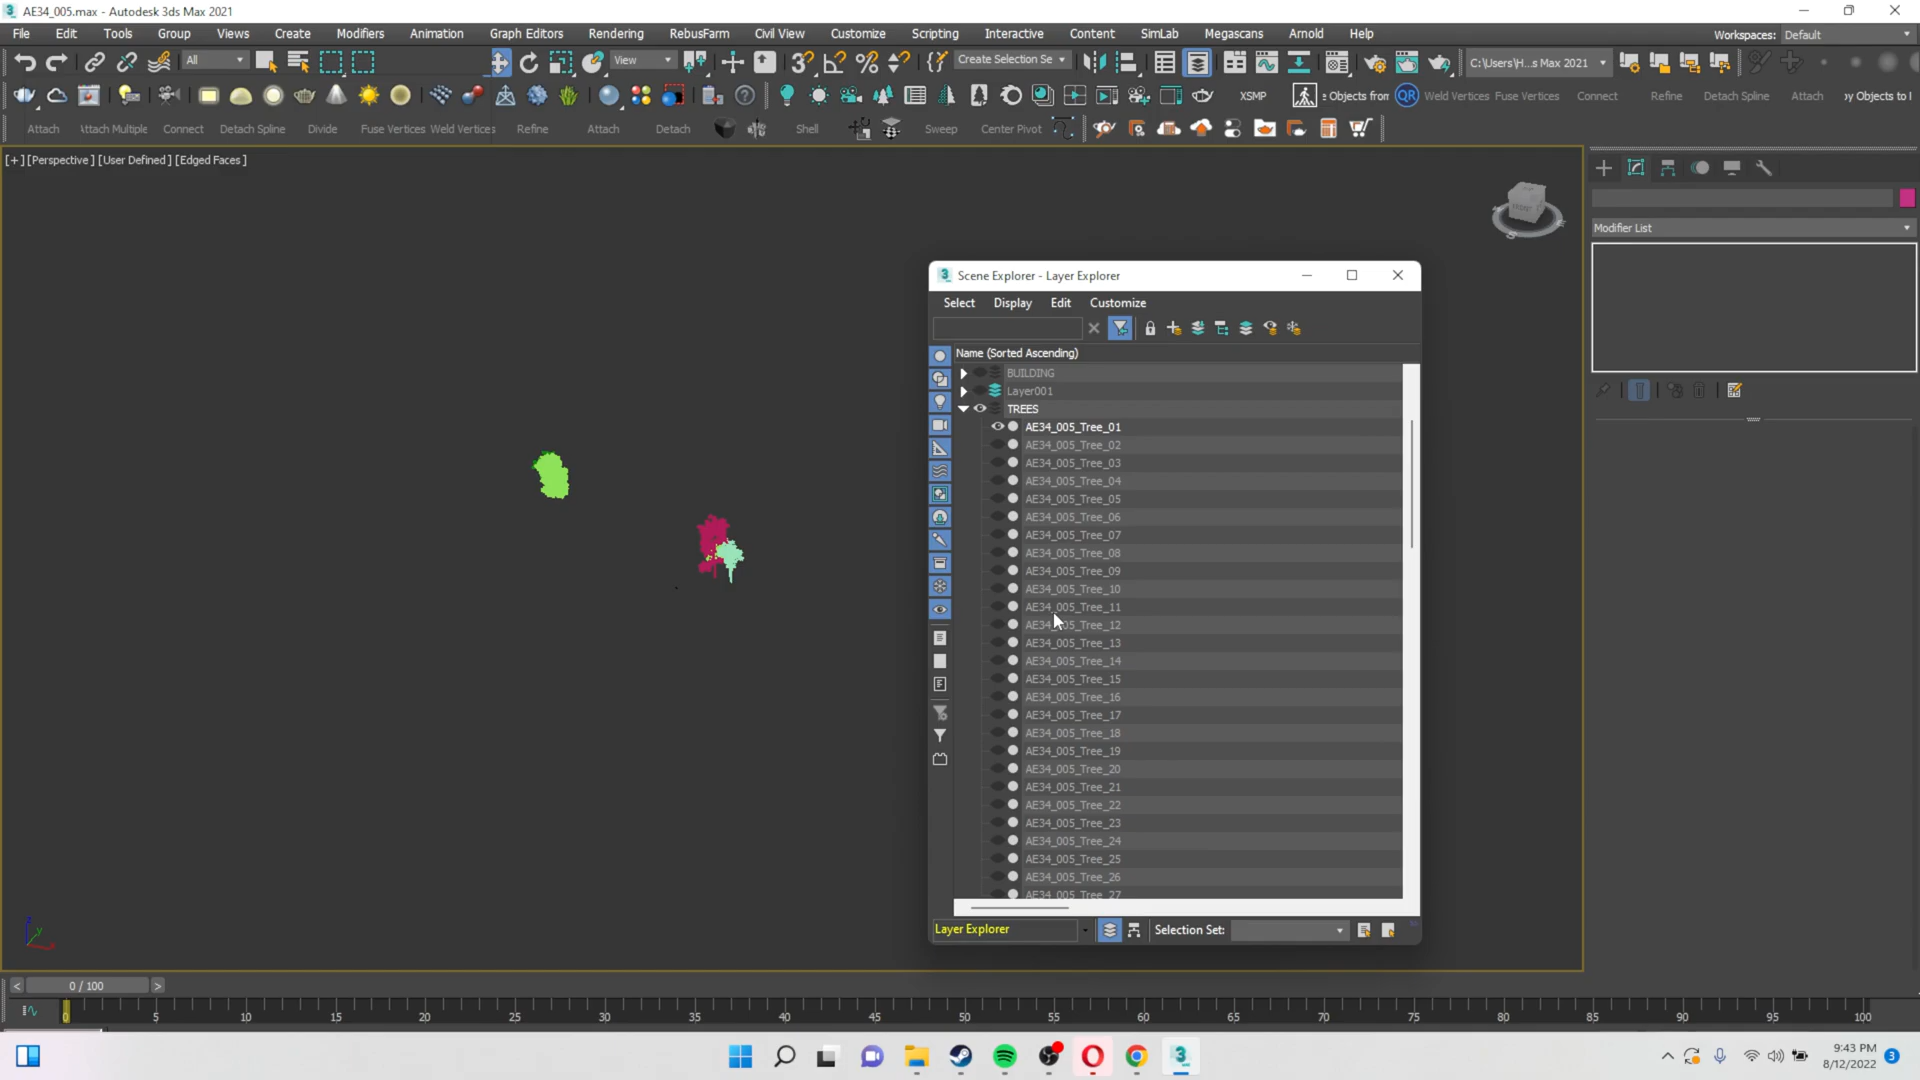 AE34_005.max - Autodesk 3ds Max 2021
File Edit Tools Group Views Create Modifiers Animation Graph Editors Rendering RebusFarm Civil View Customize Scripting Interactive Content SimLab Megascans Arnold Help
Workspaces: Default
All View Create Selection Se C:\Users\H...s Max 2021
XSMP e Objects from QR Weld Vertices Fuse Vertices Connect Refine Detach Spline Attach by Objects to I
Attach Attach Multiple Connect Detach Spline Divide Fuse Vertices Weld Vertices Refine Attach Detach Shell Sweep Center Pivot
[+] [Perspective] [User Defined] [Edged Faces]
Modifier List
Scene Explorer - Layer Explorer
Select Display Edit Customize
Name (Sorted Ascending)
BUILDING
Layer001
TREES
AE34_005_Tree_01
AE34_005_Tree_02
AE34_005_Tree_03
AE34_005_Tree_04
AE34_005_Tree_05
AE34_005_Tree_06
AE34_005_Tree_07
AE34_005_Tree_08
AE34_005_Tree_09
AE34_005_Tree_10
AE34_005_Tree_11
AE34_005_Tree_12
AE34_005_Tree_13
AE34_005_Tree_14
AE34_005_Tree_15
AE34_005_Tree_16
AE34_005_Tree_17
AE34_005_Tree_18
AE34_005_Tree_19
AE34_005_Tree_20
AE34_005_Tree_21
AE34_005_Tree_22
AE34_005_Tree_23
AE34_005_Tree_24
AE34_005_Tree_25
AE34_005_Tree_26
AE34_005_Tree_27
Layer Explorer Selection Set:
< 0 / 100 >
0 5 10 15 20 25 30 35 40 45 50 55 60 65 70 75 80 85 90 95 100
9:43 PM
8/12/2022
3